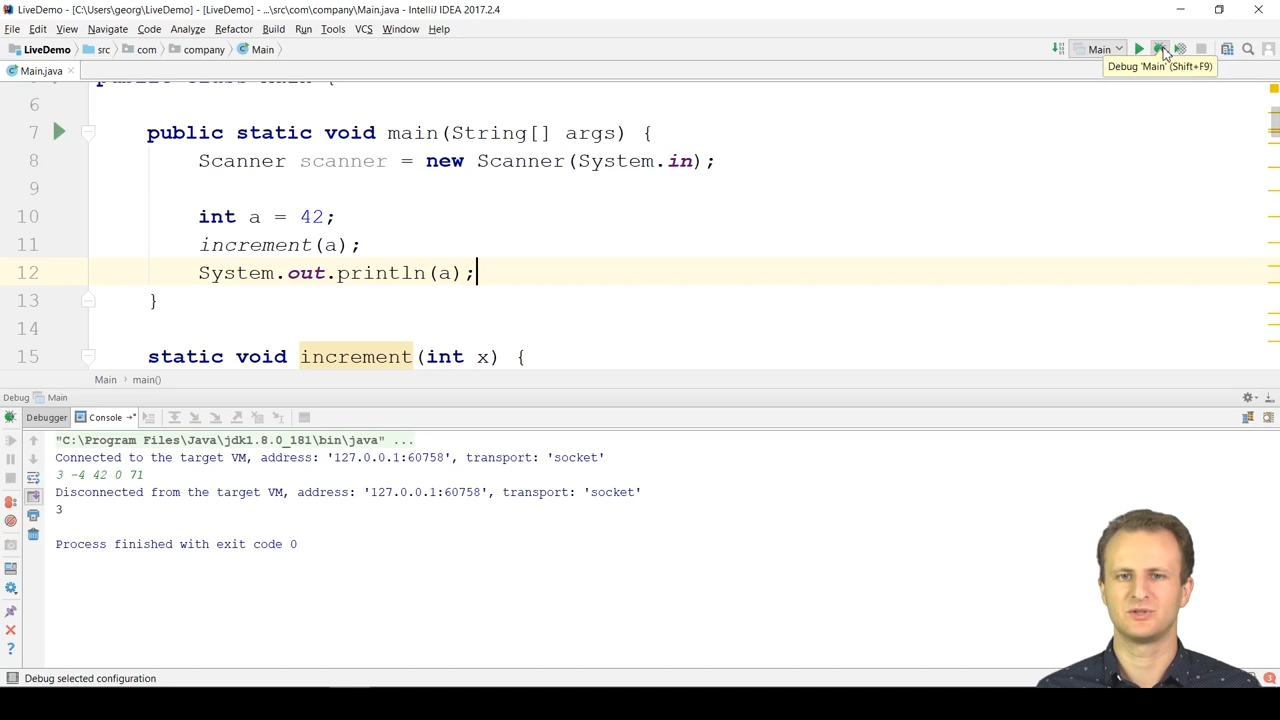 LiveDemo - [C:\Users\georg\LiveDemo] - [LiveDemo] - ...\src\com\company\Main.java - IntelliJ IDEA 2017.2.4
File Edit View Navigate Code Analyze Refactor Build Run Tools VCS Window Help
LiveDemo src com company Main
Main
Main.java
Debug 'Main' (Shift+F9)
6
7 public static void main(String[] args) {
8 Scanner scanner = new Scanner(System.in);
9
10 int a = 42;
11 increment(a);
12 System.out.println(a);
13 }
14
15 static void increment(int x) {
Main main()
Debug Main
Debugger Console
"C:\Program Files\Java\jdk1.8.0_181\bin\java" ...
Connected to the target VM, address: '127.0.0.1:60758', transport: 'socket'
3 -4 42 0 71
Disconnected from the target VM, address: '127.0.0.1:60758', transport: 'socket'
3
Process finished with exit code 0
Debug selected configuration
3